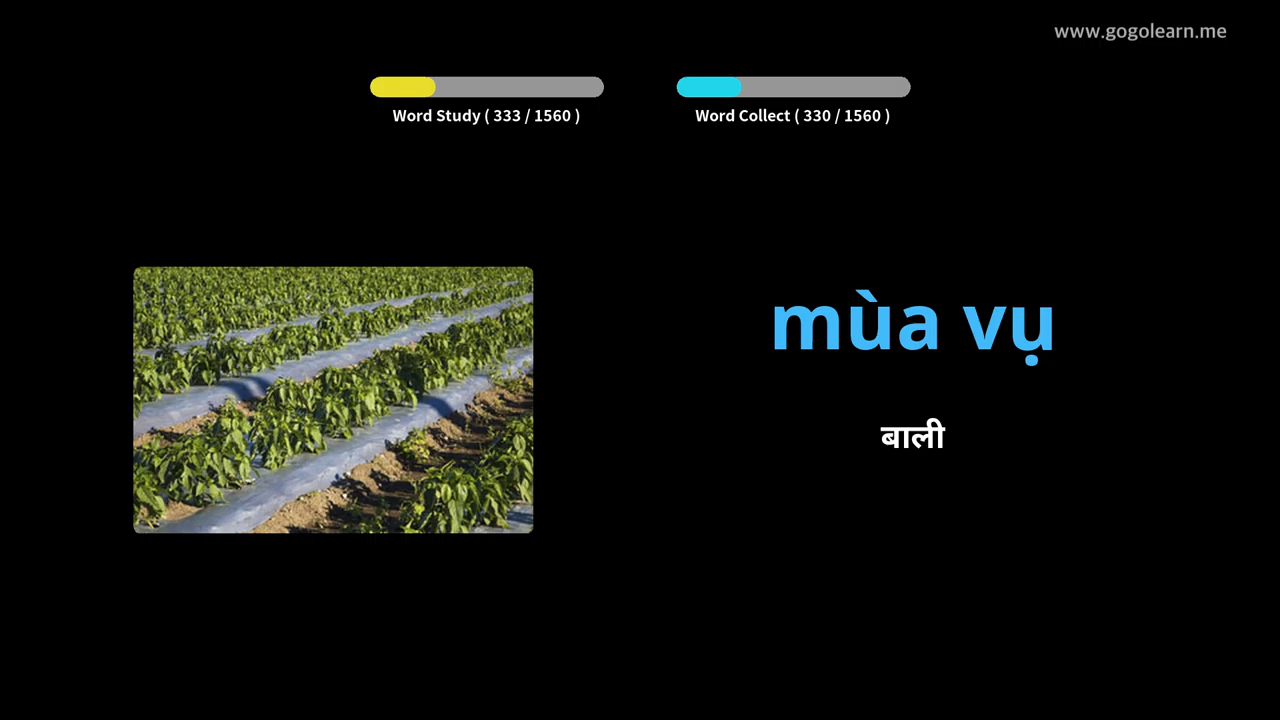 www.gogolearn.me
Word Study ( 333 / 1560 )
Word Collect ( 330 / 1560 )
mùa vụ
बाली